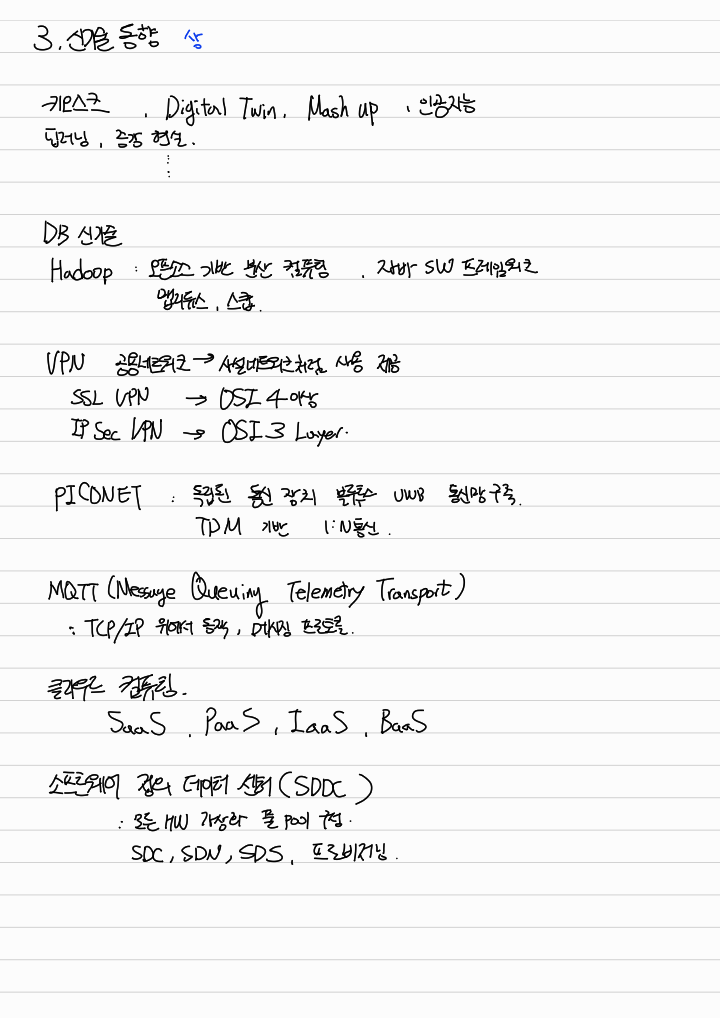 3. 신기술 동향 상
키오스크, Digital Twin, Mash up, 인공지능
딥러닝, 증강 현실.
DB 신기술
Hadoop : 오픈소스 기반 분산 컴퓨팅, 자바 SW 프레임워크
맵리듀스, 스쿱.
VPN 공용네트워크 → 사설네트워크처럼 사용 제공
SSL VPN → OSI 4 이상
IP Sec VPN → OSI 3 Layer.
PICONET : 독립된 통신 장치 블루투스 UWB 통신망 구축.
TDM 기반 1:N 통신.
MQTT (Message Queuing Telemetry Transport)
: TCP/IP 위에서 동작, 메시징 프로토콜.
클라우드 컴퓨팅.
SaaS, PaaS, IaaS, BaaS
소프트웨어 정의 데이터 센터 (SDDC)
: 모든 HW 가상화 풀 Pool 구성.
SDC, SDN, SDS, 프로비저닝.